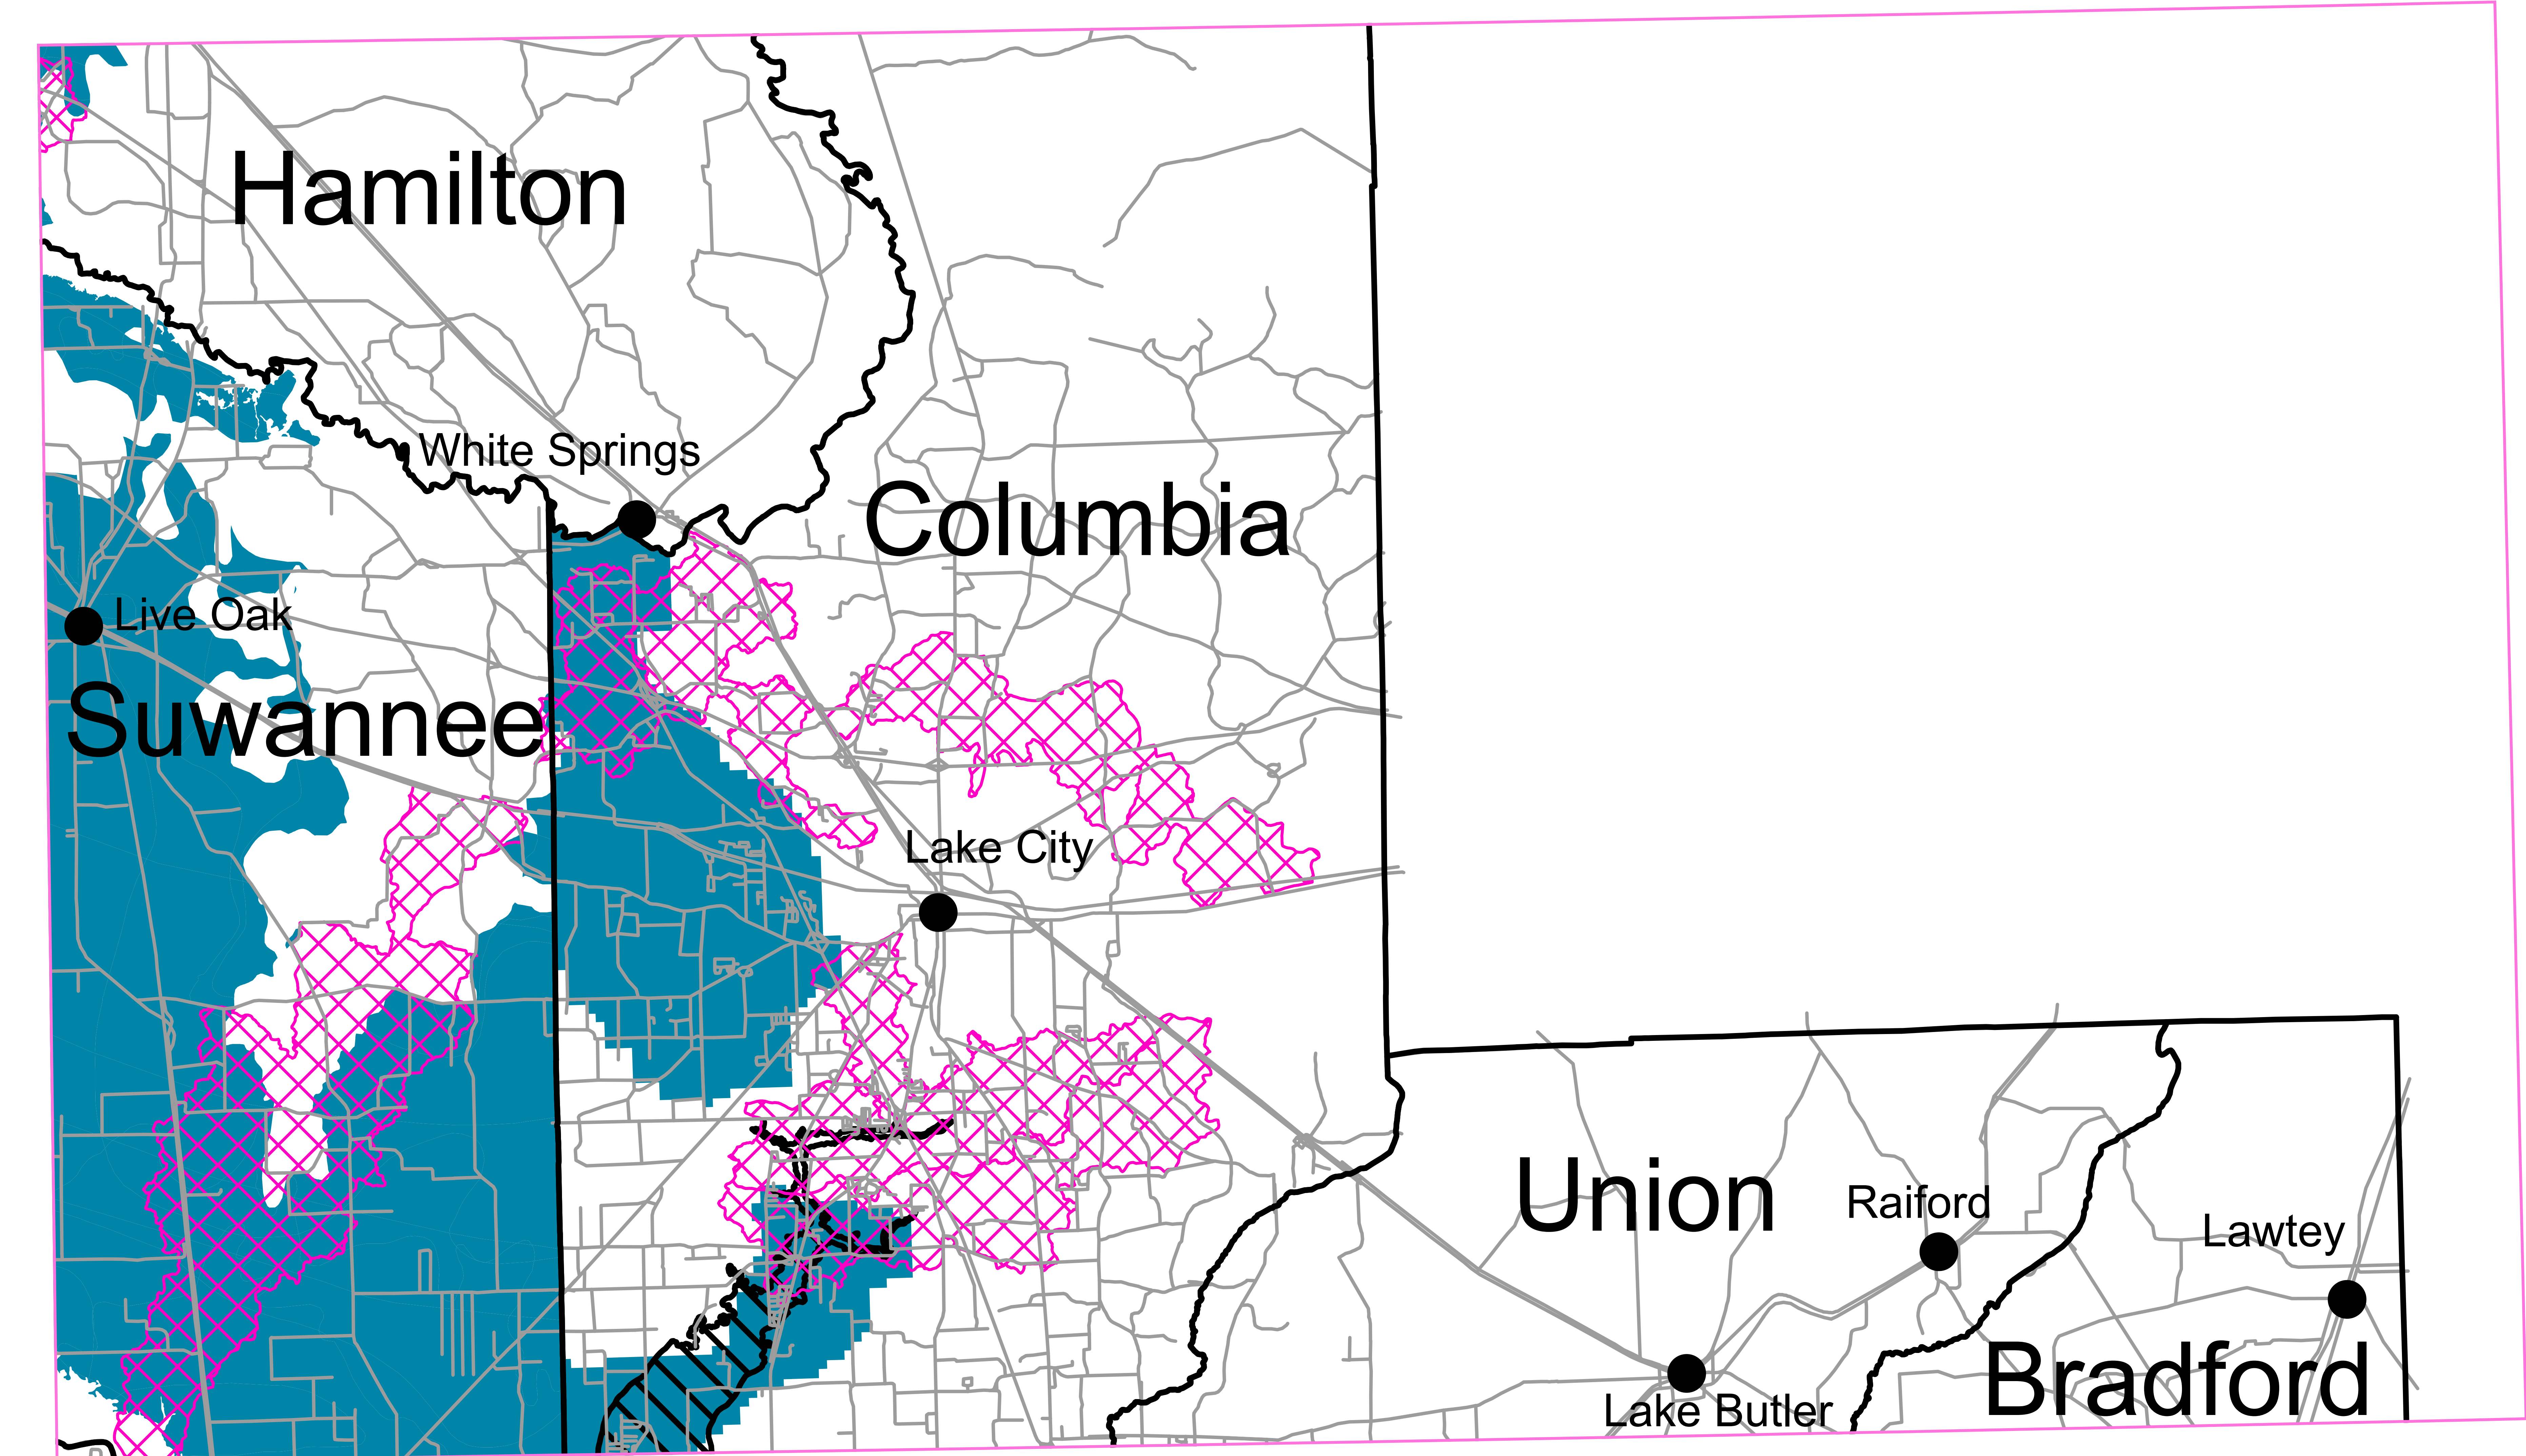 Hamilton
White Springs
Columbia
Live Oak
Suwannee
Lake City
Union
Raiford
Lawtey
Bradford
Lake Butler